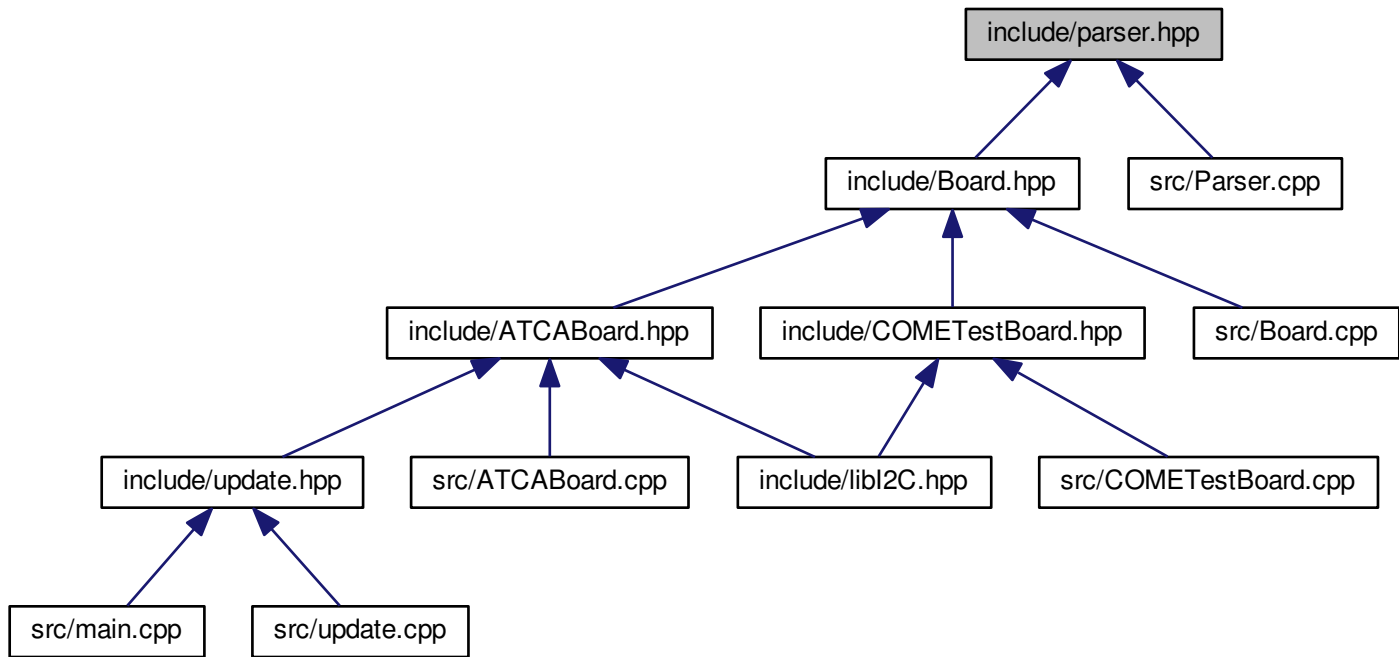 include/parser.hpp
include/Board.hpp
src/Parser.cpp
include/ATCABoard.hpp
include/COMETestBoard.hpp
src/Board.cpp
include/update.hpp
src/ATCABoard.cpp
include/libI2C.hpp
src/COMETestBoard.cpp
src/main.cpp
src/update.cpp